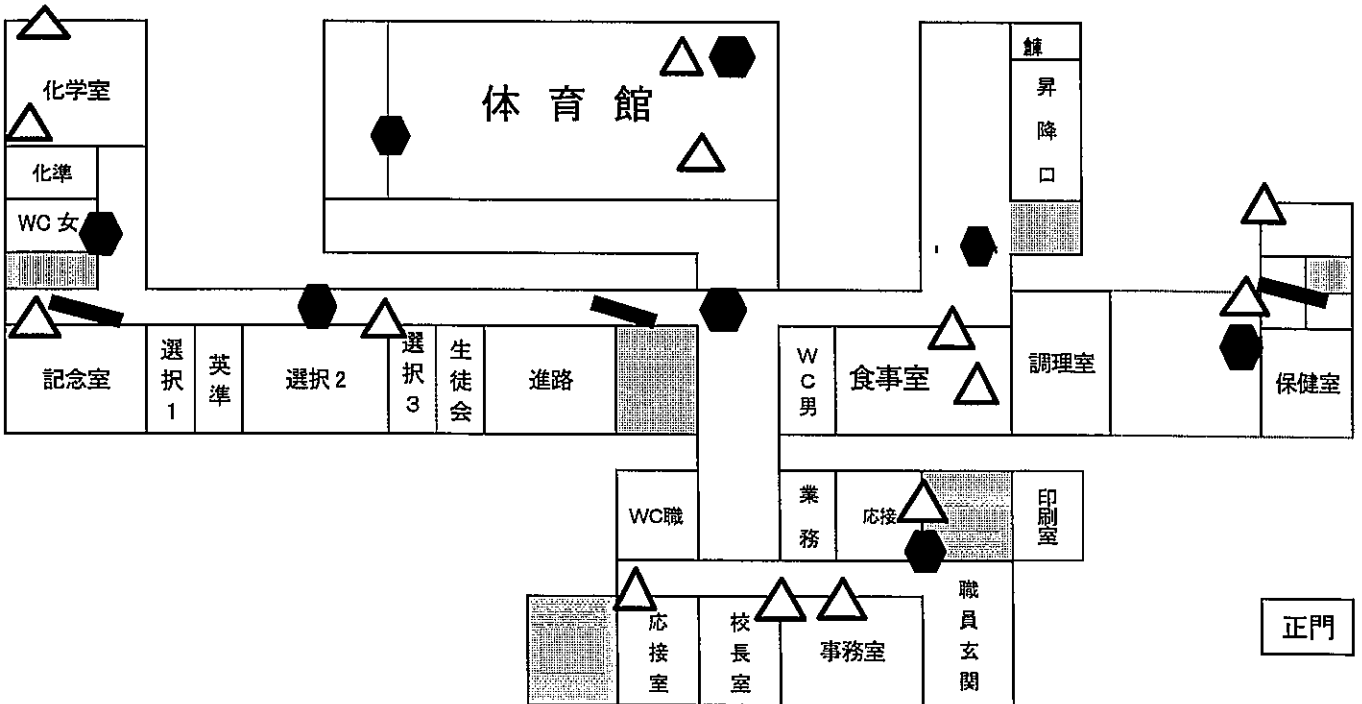 化学室
体育館
昇降口
化準
WC 女
記念室
選択1
英準
選択2
選択3
生徒会
進路
WC男
食事室
調理室
保健室
WC職
業務
応接
印刷室
応接室
校長室
事務室
職員玄関
正門